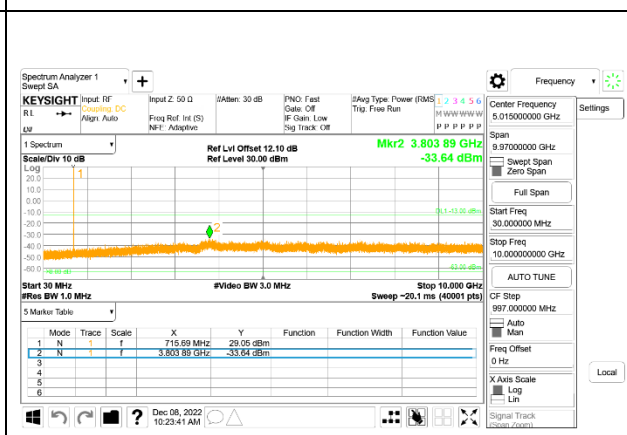 Spectrum Analyzer 1
Swept SA
+
Frequency
KEYSIGHT
R L
Input: RF
Coupling: DC
Align: Auto
Input Z: 50 Ω
Freq Ref: Int (S)
NFE: Adaptive
#Atten: 30 dB
PNO: Fast
Gate: Off
IF Gain: Low
Sig Track: Off
#Avg Type: Power (RMS
Trig: Free Run
1 2 3 4 5 6
M W W W W W
P P P P P P
Center Frequency
5.015000000 GHz
Settings
Span
9.97000000 GHz
Swept Span
Zero Span
Full Span
Start Freq
30.000000 MHz
Stop Freq
10.000000000 GHz
AUTO TUNE
CF Step
997.000000 MHz
Auto
Man
Freq Offset
0 Hz
X Axis Scale
Log
Lin
Signal Track
(Span Zoom)
Local
1 Spectrum
Scale/Div 10 dB
Ref Lvl Offset 12.10 dB
Ref Level 30.00 dBm
Mkr2 3.803 89 GHz
-33.64 dBm
Log
20.0
10.0
0.00
-10.0
-20.0
-30.0
-40.0
-50.0
-60.0
1
2
DL1 -13.00 dBm
Start 30 MHz
#Res BW 1.0 MHz
#Video BW 3.0 MHz
Stop 10.000 GHz
Sweep ~20.1 ms (40001 pts)
5 Marker Table
Mode Trace Scale X Y Function Function Width Function Value
1 N 1 f 715.69 MHz 29.05 dBm
2 N 1 f 3.803 89 GHz -33.64 dBm
3
4
5
6
?
Dec 08, 2022
10:23:41 AM